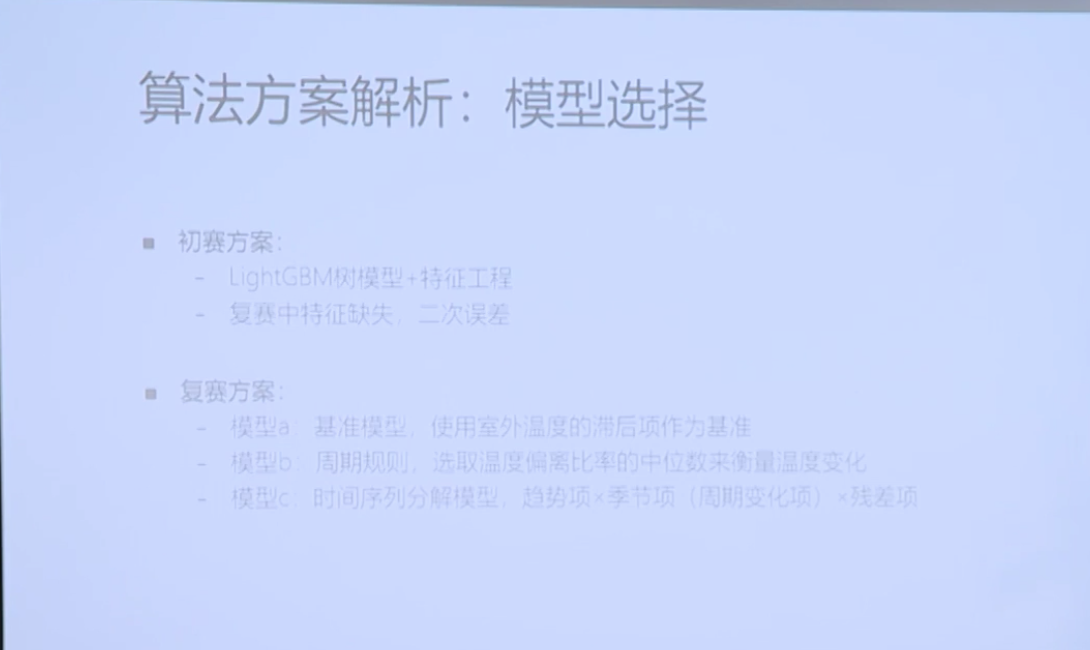 算法方案解析：模型选择
■ 初赛方案：
- LightGBM树模型+特征工程
- 复赛中特征缺失，二次误差
■ 复赛方案：
- 模型a：基准模型，使用室外温度的滞后项作为基准
- 模型b：周期规则，选取温度偏离比率的中位数来衡量温度变化
- 模型c：时间序列分解模型，趋势项×季节项（周期变化项）×残差项